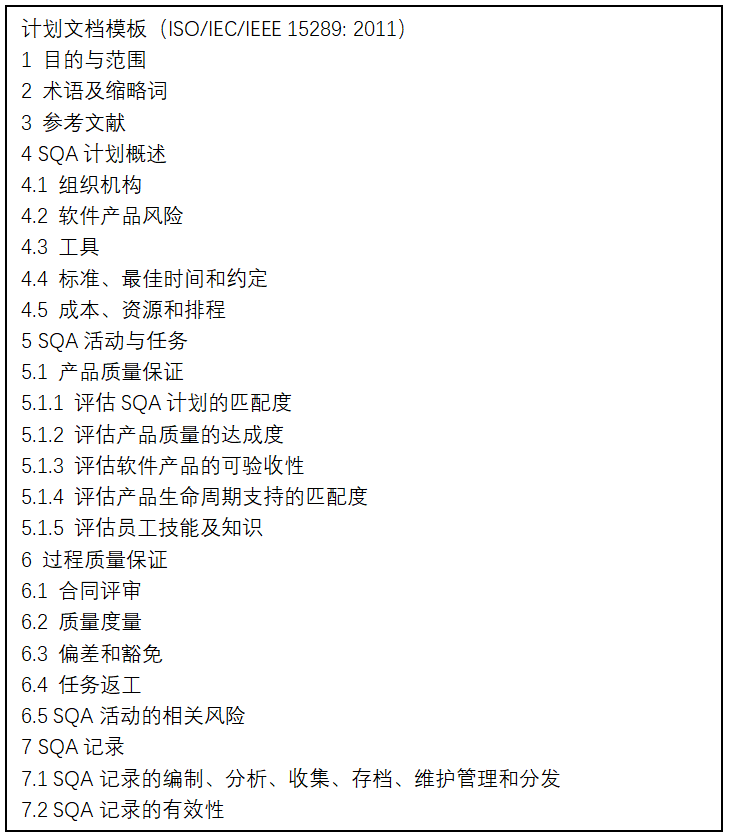 计划文档模板（ISO/IEC/IEEE 15289: 2011）
1 目的与范围
2 术语及缩略词
3 参考文献
4 SQA 计划概述
4.1 组织机构
4.2 软件产品风险
4.3 工具
4.4 标准、最佳时间和约定
4.5 成本、资源和排程
5 SQA 活动与任务
5.1 产品质量保证
5.1.1 评估 SQA 计划的匹配度
5.1.2 评估产品质量的达成度
5.1.3 评估软件产品的可验收性
5.1.4 评估产品生命周期支持的匹配度
5.1.5 评估员工技能及知识
6 过程质量保证
6.1 合同评审
6.2 质量度量
6.3 偏差和豁免
6.4 任务返工
6.5 SQA 活动的相关风险
7 SQA 记录
7.1 SQA 记录的编制、分析、收集、存档、维护管理和分发
7.2 SQA 记录的有效性